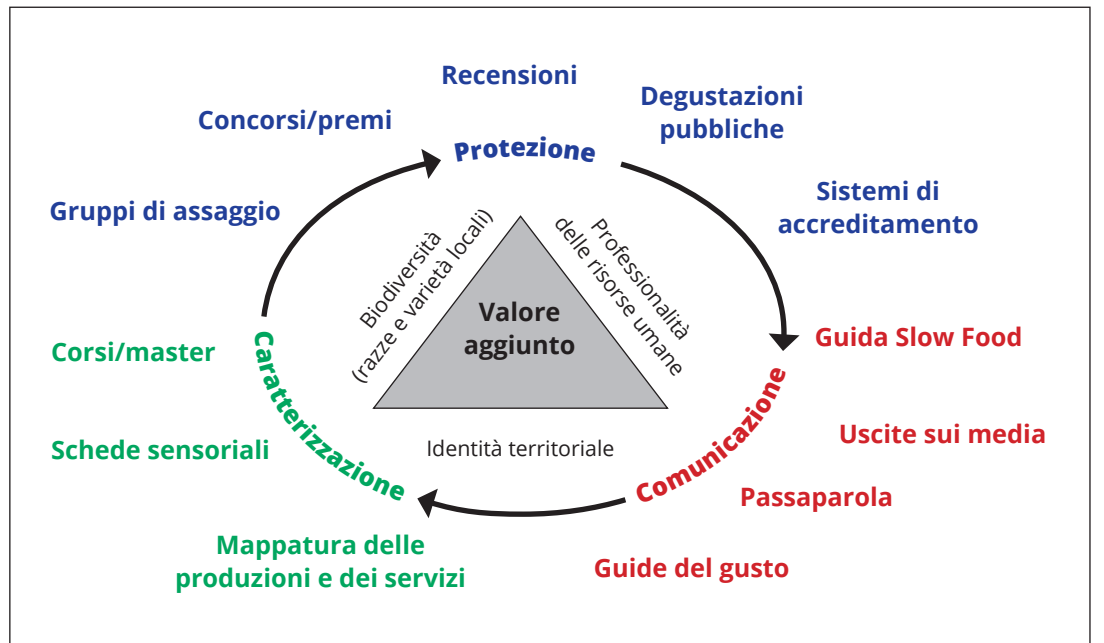 Recensioni
Degustazioni
pubbliche
Concorsi/premi
Protezione
Gruppi di assaggio
Sistemi di
accreditamento
Biodiversità
(razze e varietà locali)
Professionalità
delle risorse umane
Valore
aggiunto
Guida Slow Food
Corsi/master
Caratterizzazione
Comunicazione
Uscite sui media
Schede sensoriali
Identità territoriale
Passaparola
Mappatura delle
produzioni e dei servizi
Guide del gusto